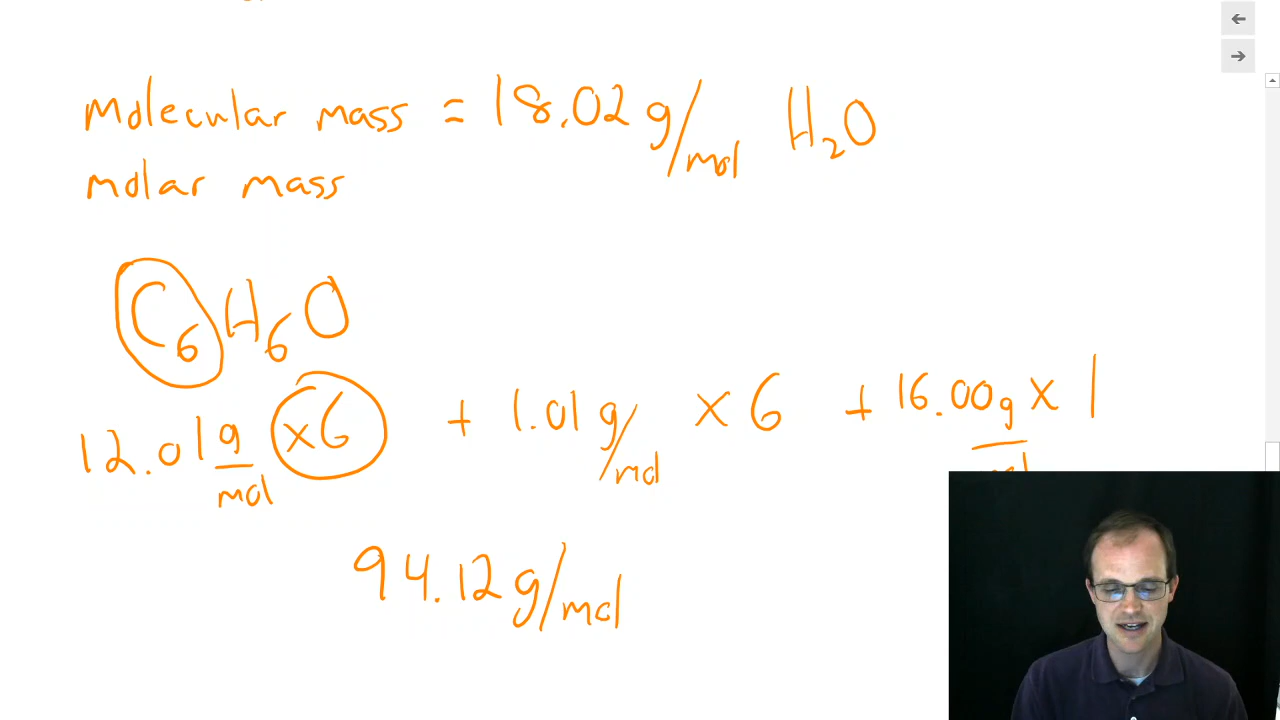 molecular mass = 18.02 g/mol H₂O
molar mass
C₆H₆O
12.01 g/mol x6 + 1.01 g/mol x 6 + 16.00 g/mol x 1
94.12 g/mol